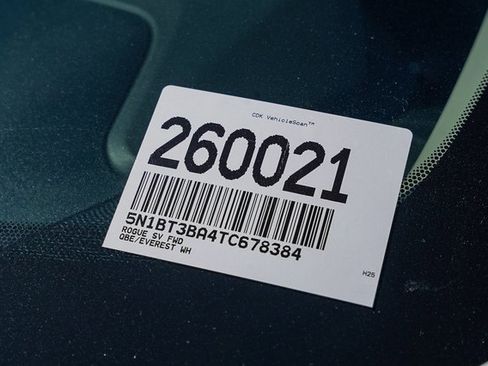 CDK VehicleScan™
260021
5N1BT3BA4TC678384
ROGUE SV FWD
QBE/EVEREST WH
H25